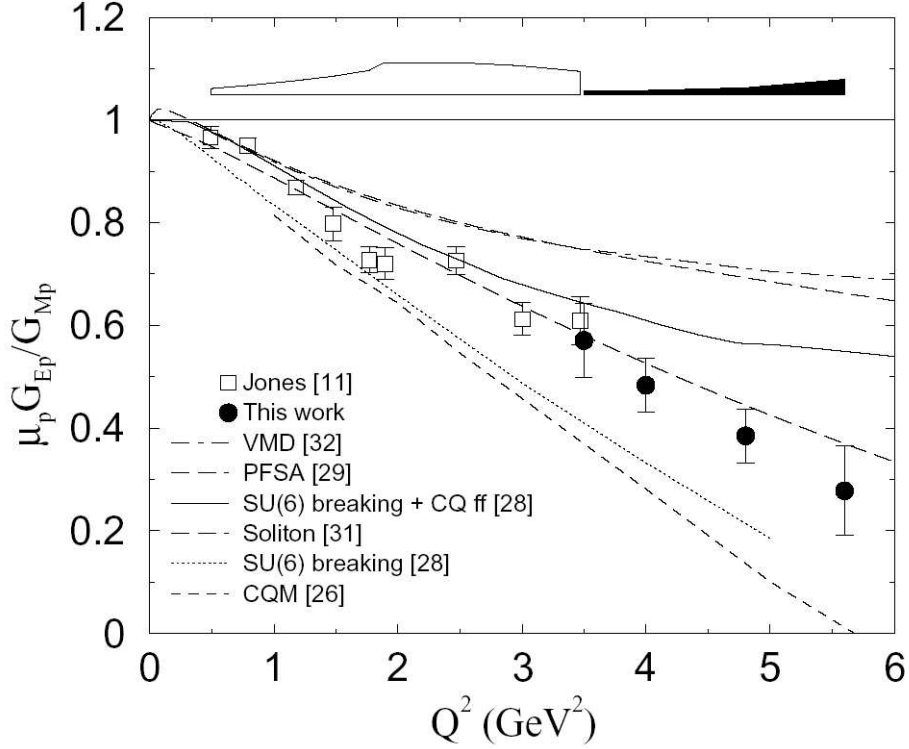 1.2
1
0.8
0.6
0.4
0.2
0
μpGEp/GMp
Jones [11]
This work
VMD [32]
PFSA [29]
SU(6) breaking + CQ ff [28]
Soliton [31]
SU(6) breaking [28]
CQM [26]
0 1 2 3 4 5 6
Q² (GeV²)